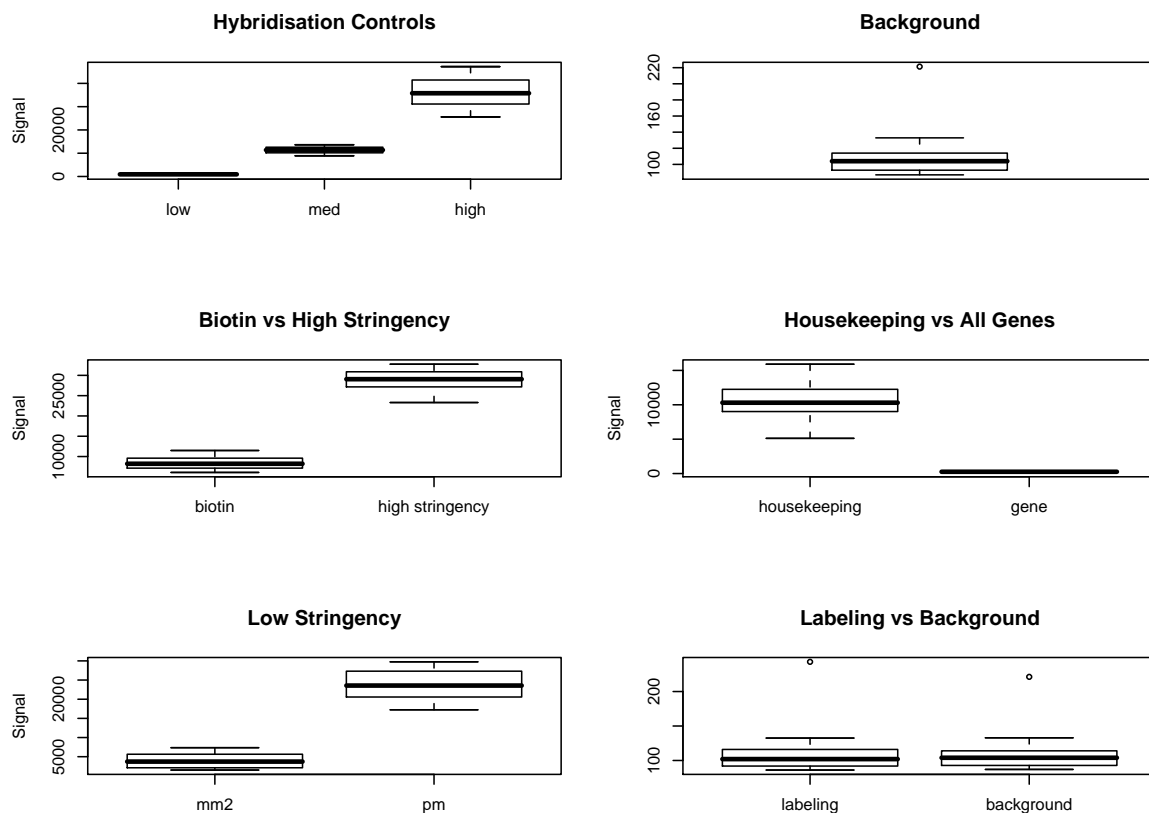 Hybridisation Controls
Signal
0
20000
low
med
high
Background
100
160
220
Biotin vs High Stringency
Signal
10000
25000
biotin
high stringency
Housekeeping vs All Genes
Signal
0
10000
housekeeping
gene
Low Stringency
Signal
5000
20000
mm2
pm
Labeling vs Background
100
200
labeling
background